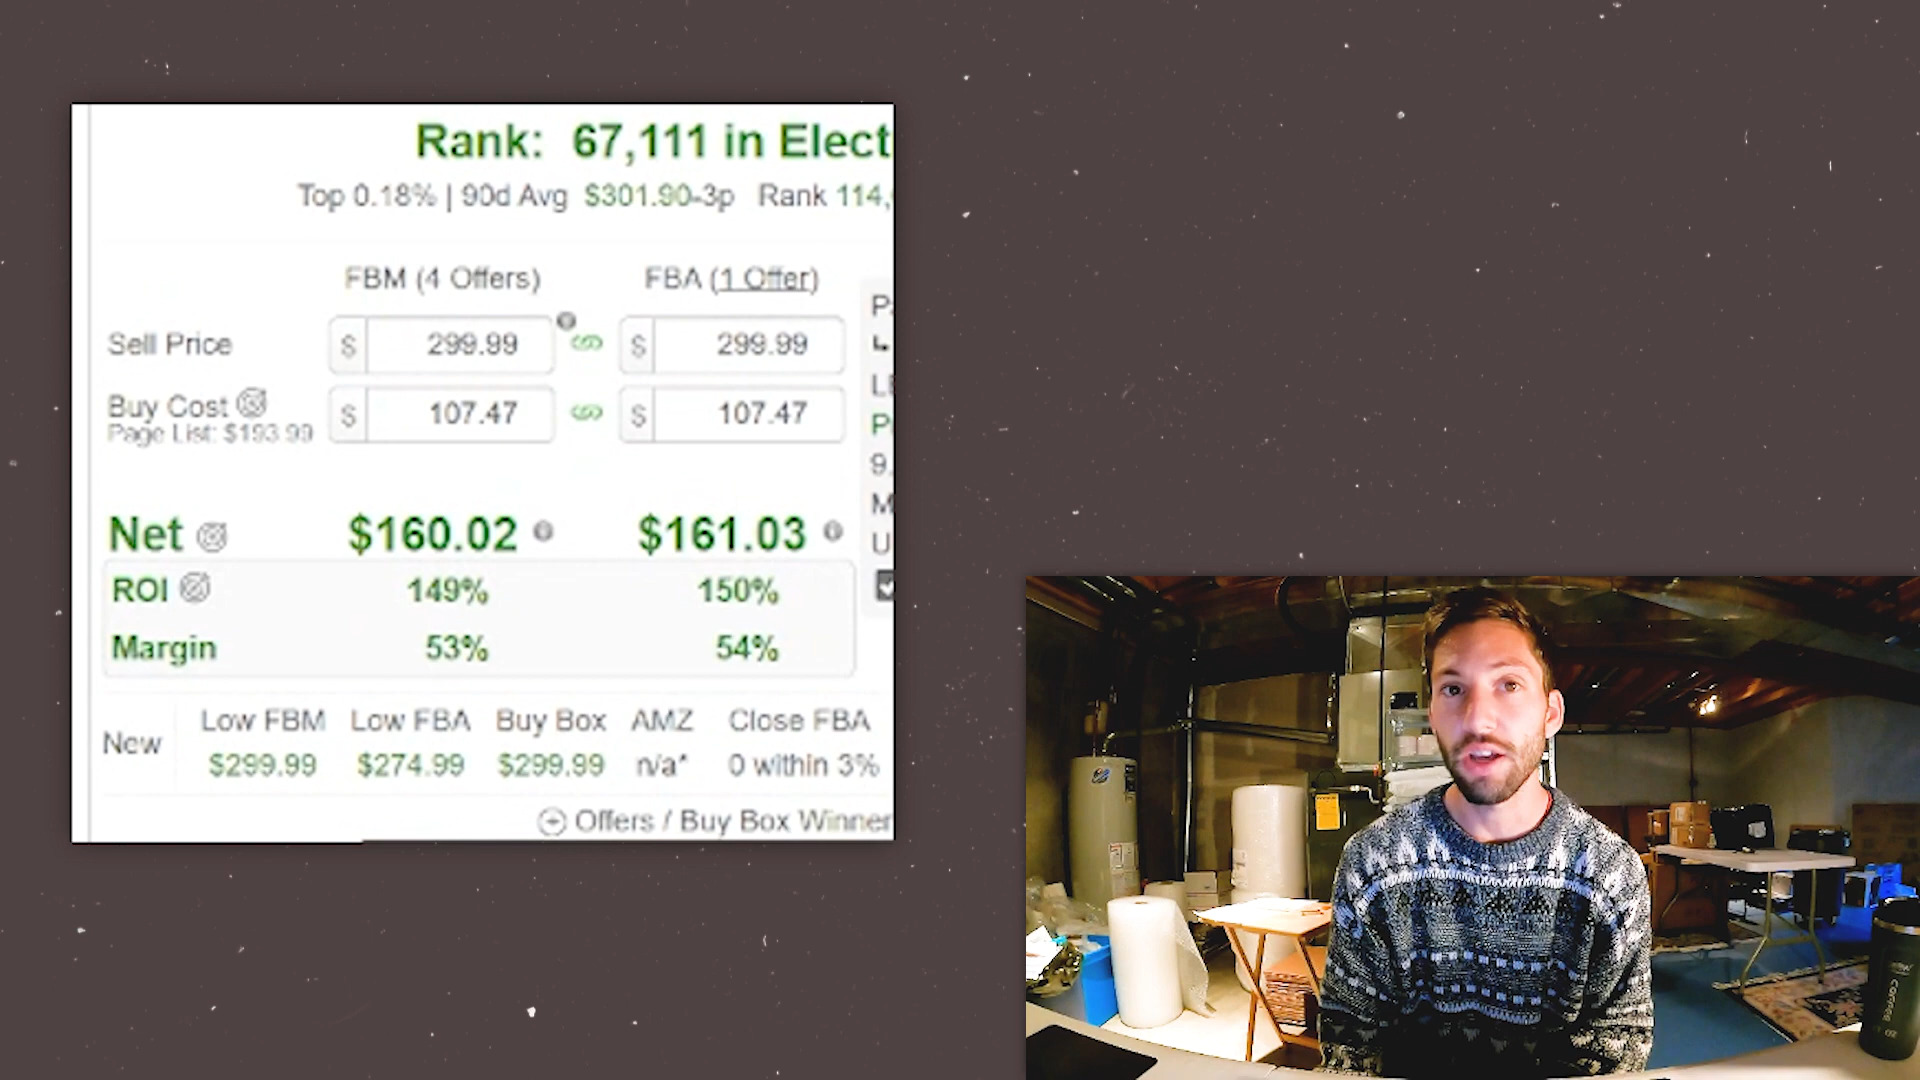 Rank: 67,111 in Elect
Top 0.18% | 90d Avg $301.90-3p Rank 114,
FBM (4 Offers) FBA (1 Offer)
Sell Price $ 299.99 $ 299.99
Buy Cost $ 107.47 $ 107.47
Page List: $193.99
Net $160.02 $161.03
ROI 149% 150%
Margin 53% 54%
Low FBM Low FBA Buy Box AMZ Close FBA
New $299.99 $274.99 $299.99 n/a* 0 within 3%
Offers / Buy Box Winner